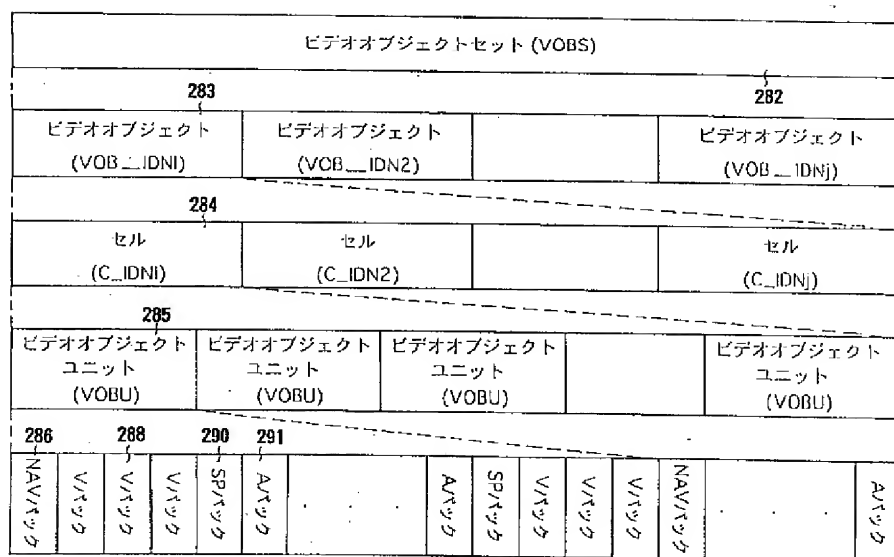 ビデオオブジェクトセット (VOBS)
283
282
ビデオオブジェクト
(VOB__IDN1)
ビデオオブジェクト
(VOB__IDN2)
ビデオオブジェクト
(VOB__IDNj)
284
セル
(C_IDN1)
セル
(C_IDN2)
セル
(C_IDNj)
285
ビデオオブジェクト
ユニット
(VOBU)
ビデオオブジェクト
ユニット
(VOBU)
ビデオオブジェクト
ユニット
(VOBU)
ビデオオブジェクト
ユニット
(VOBU)
286
288
290
291
NAVパック
Vパック
Vパック
Vパック
SPパック
Aパック
. . .
Aパック
SPパック
Vパック
Vパック
Vパック
NAVパック
. . .
Aパック